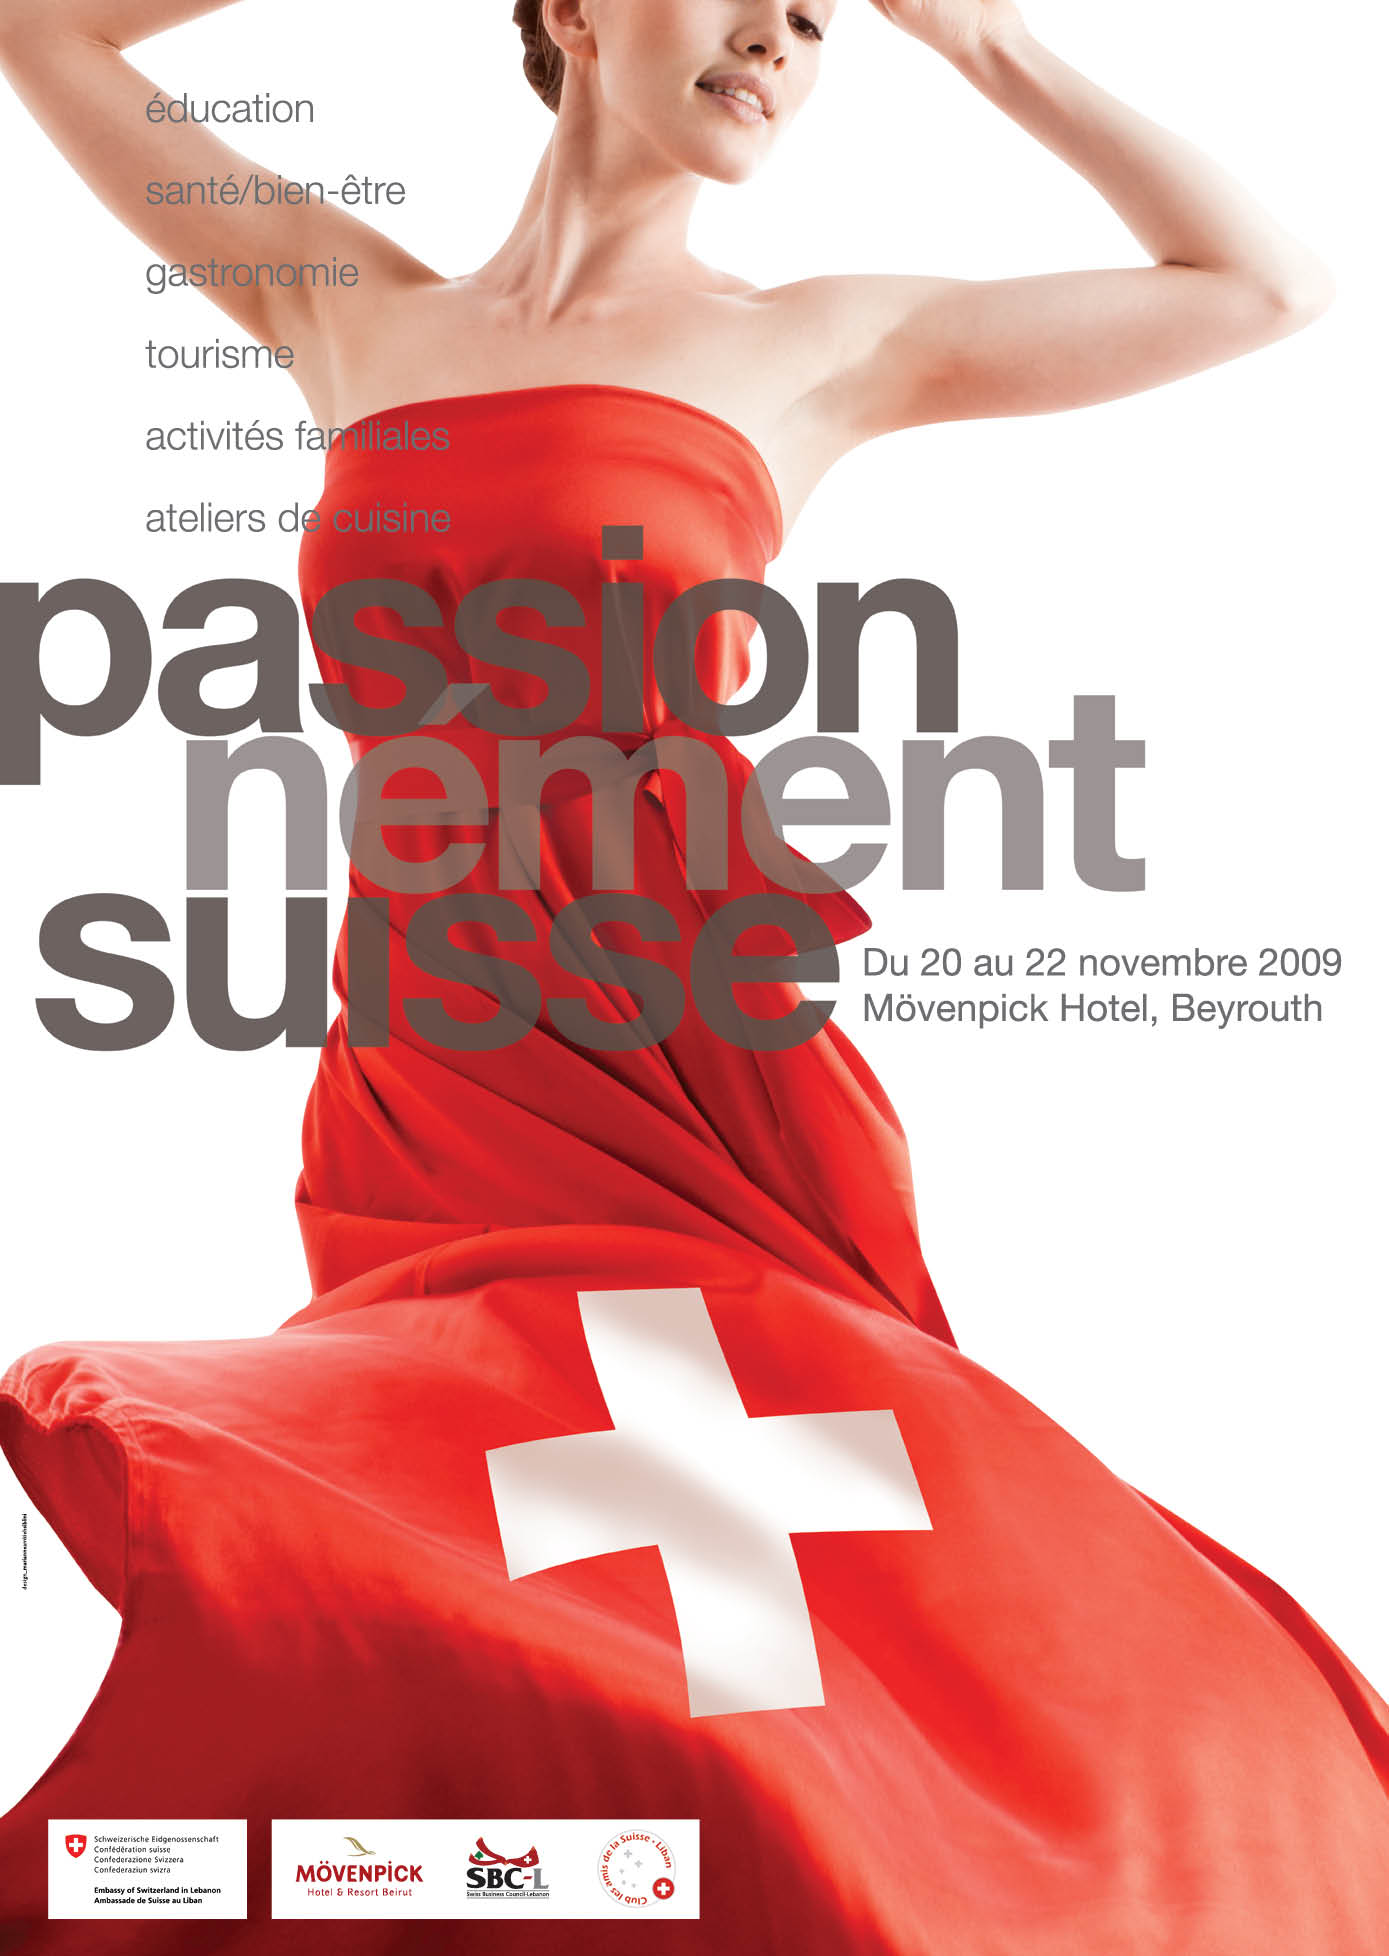 éducation
santé/bien-être
gastronomie
tourisme
activités familiales
ateliers de cuisine
passion
nément
suisse
Du 20 au 22 novembre 2009
Mövenpick Hotel, Beyrouth
Schweizerische Eidgenossenschaft
Confédération suisse
Confederazione Svizzera
Confederaziun svizra
Embassy of Switzerland in Lebanon
Ambassade de Suisse au Liban
MÖVENPICK
Hotel & Resort Beirut
SBC-L
Swiss Business Council-Lebanon
Club les amis de la Suisse - Liban